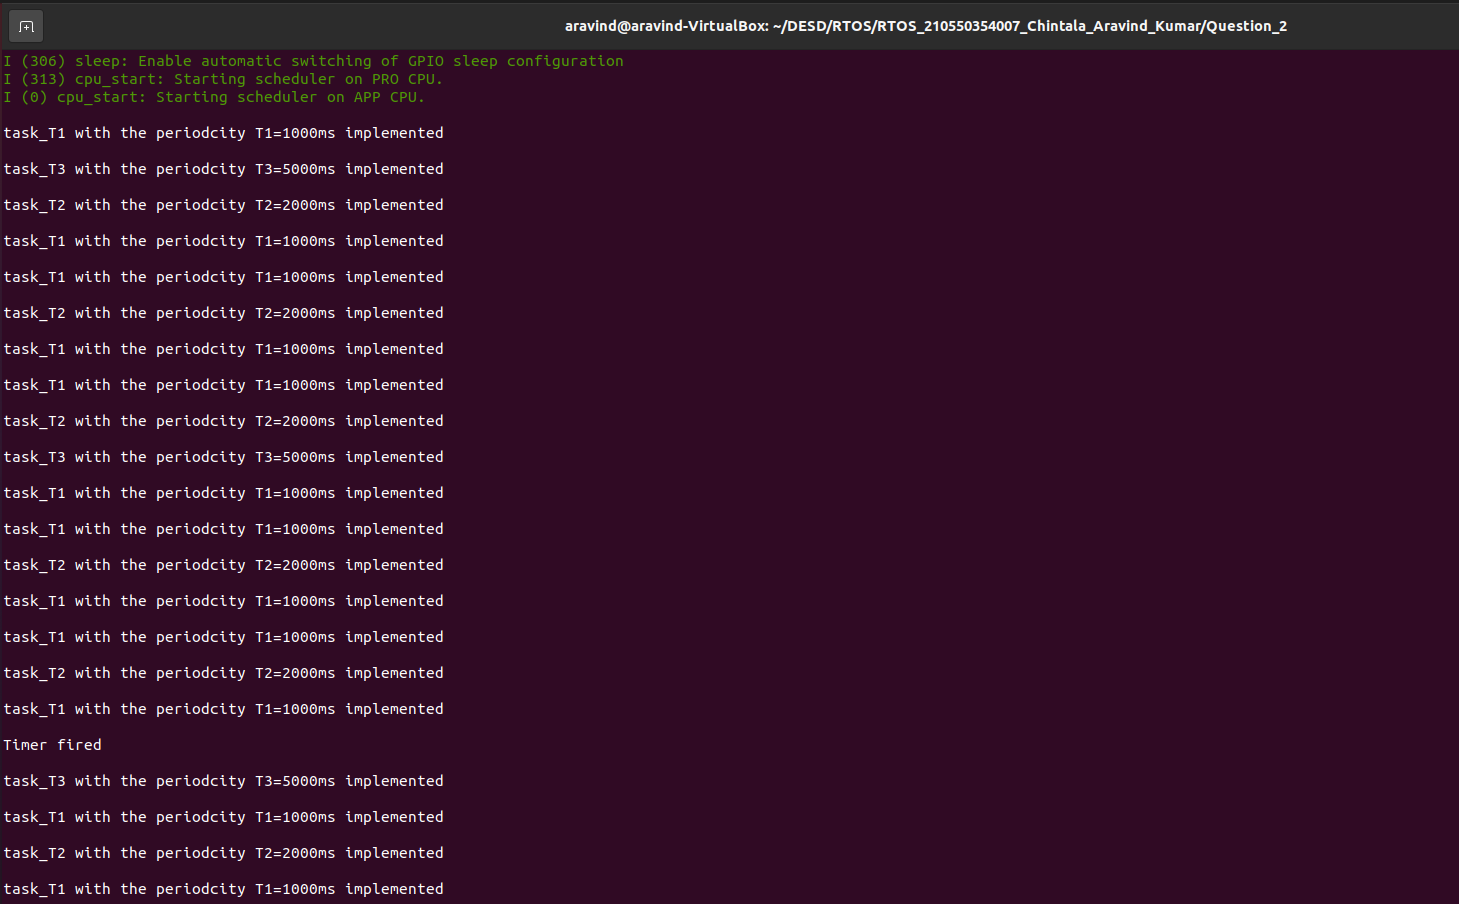 aravind@aravind-VirtualBox: ~/DESD/RTOS/RTOS_210550354007_Chintala_Aravind_Kumar/Question_2
I (306) sleep: Enable automatic switching of GPIO sleep configuration
I (313) cpu_start: Starting scheduler on PRO CPU.
I (0) cpu_start: Starting scheduler on APP CPU.
task_T1 with the periodcity T1=1000ms implemented
task_T3 with the periodcity T3=5000ms implemented
task_T2 with the periodcity T2=2000ms implemented
task_T1 with the periodcity T1=1000ms implemented
task_T1 with the periodcity T1=1000ms implemented
task_T2 with the periodcity T2=2000ms implemented
task_T1 with the periodcity T1=1000ms implemented
task_T1 with the periodcity T1=1000ms implemented
task_T2 with the periodcity T2=2000ms implemented
task_T3 with the periodcity T3=5000ms implemented
task_T1 with the periodcity T1=1000ms implemented
task_T1 with the periodcity T1=1000ms implemented
task_T2 with the periodcity T2=2000ms implemented
task_T1 with the periodcity T1=1000ms implemented
task_T1 with the periodcity T1=1000ms implemented
task_T2 with the periodcity T2=2000ms implemented
task_T1 with the periodcity T1=1000ms implemented
Timer fired
task_T3 with the periodcity T3=5000ms implemented
task_T1 with the periodcity T1=1000ms implemented
task_T2 with the periodcity T2=2000ms implemented
task_T1 with the periodcity T1=1000ms implemented